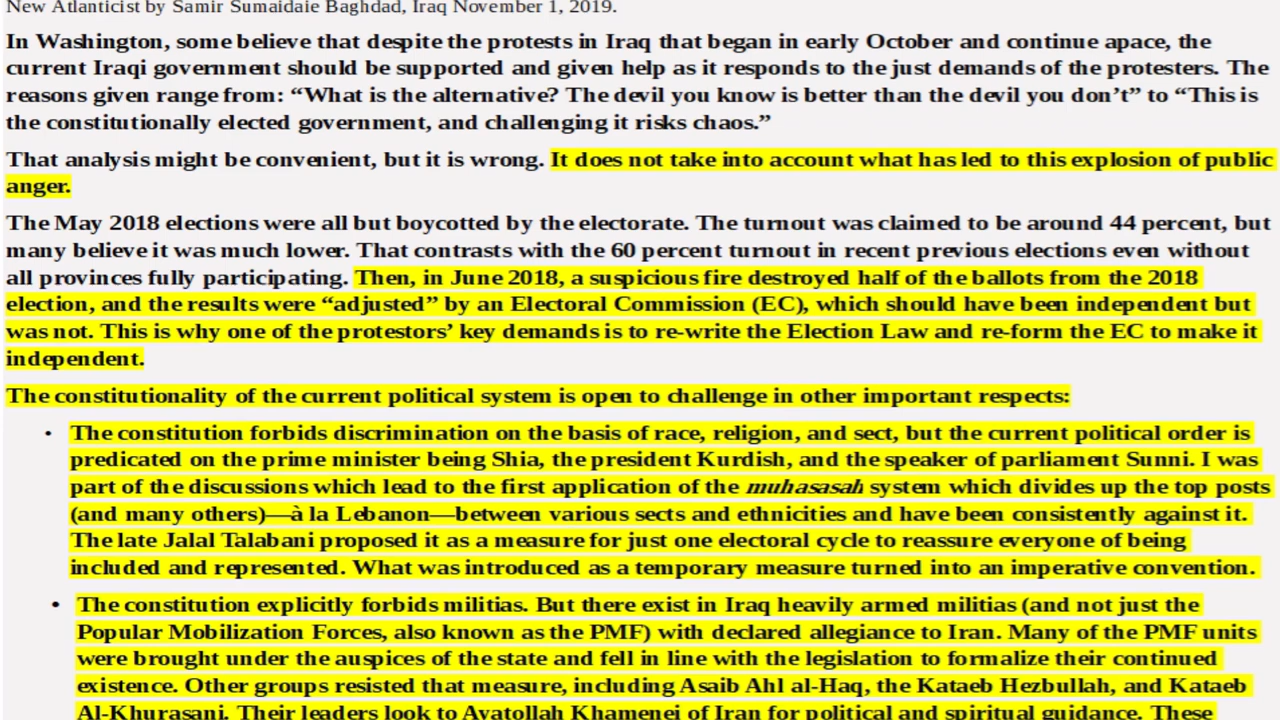 New Atlanticist by Samir Sumaidaie Baghdad, Iraq November 1, 2019.
In Washington, some believe that despite the protests in Iraq that began in early October and continue apace, the
current Iraqi government should be supported and given help as it responds to the just demands of the protesters. The
reasons given range from: “What is the alternative? The devil you know is better than the devil you don’t” to “This is
the constitutionally elected government, and challenging it risks chaos.”
That analysis might be convenient, but it is wrong. It does not take into account what has led to this explosion of public
anger.
The May 2018 elections were all but boycotted by the electorate. The turnout was claimed to be around 44 percent, but
many believe it was much lower. That contrasts with the 60 percent turnout in recent previous elections even without
all provinces fully participating. Then, in June 2018, a suspicious fire destroyed half of the ballots from the 2018
election, and the results were “adjusted” by an Electoral Commission (EC), which should have been independent but
was not. This is why one of the protestors’ key demands is to re-write the Election Law and re-form the EC to make it
independent.
The constitutionality of the current political system is open to challenge in other important respects:
• The constitution forbids discrimination on the basis of race, religion, and sect, but the current political order is
predicated on the prime minister being Shia, the president Kurdish, and the speaker of parliament Sunni. I was
part of the discussions which lead to the first application of the muhasasah system which divides up the top posts
(and many others)—à la Lebanon—between various sects and ethnicities and have been consistently against it.
The late Jalal Talabani proposed it as a measure for just one electoral cycle to reassure everyone of being
included and represented. What was introduced as a temporary measure turned into an imperative convention.
• The constitution explicitly forbids militias. But there exist in Iraq heavily armed militias (and not just the
Popular Mobilization Forces, also known as the PMF) with declared allegiance to Iran. Many of the PMF units
were brought under the auspices of the state and fell in line with the legislation to formalize their continued
existence. Other groups resisted that measure, including Asaib Ahl al-Haq, the Kataeb Hezbullah, and Kataeb
Al-Khurasani. Their leaders look to Ayatollah Khamenei of Iran for political and spiritual guidance. These